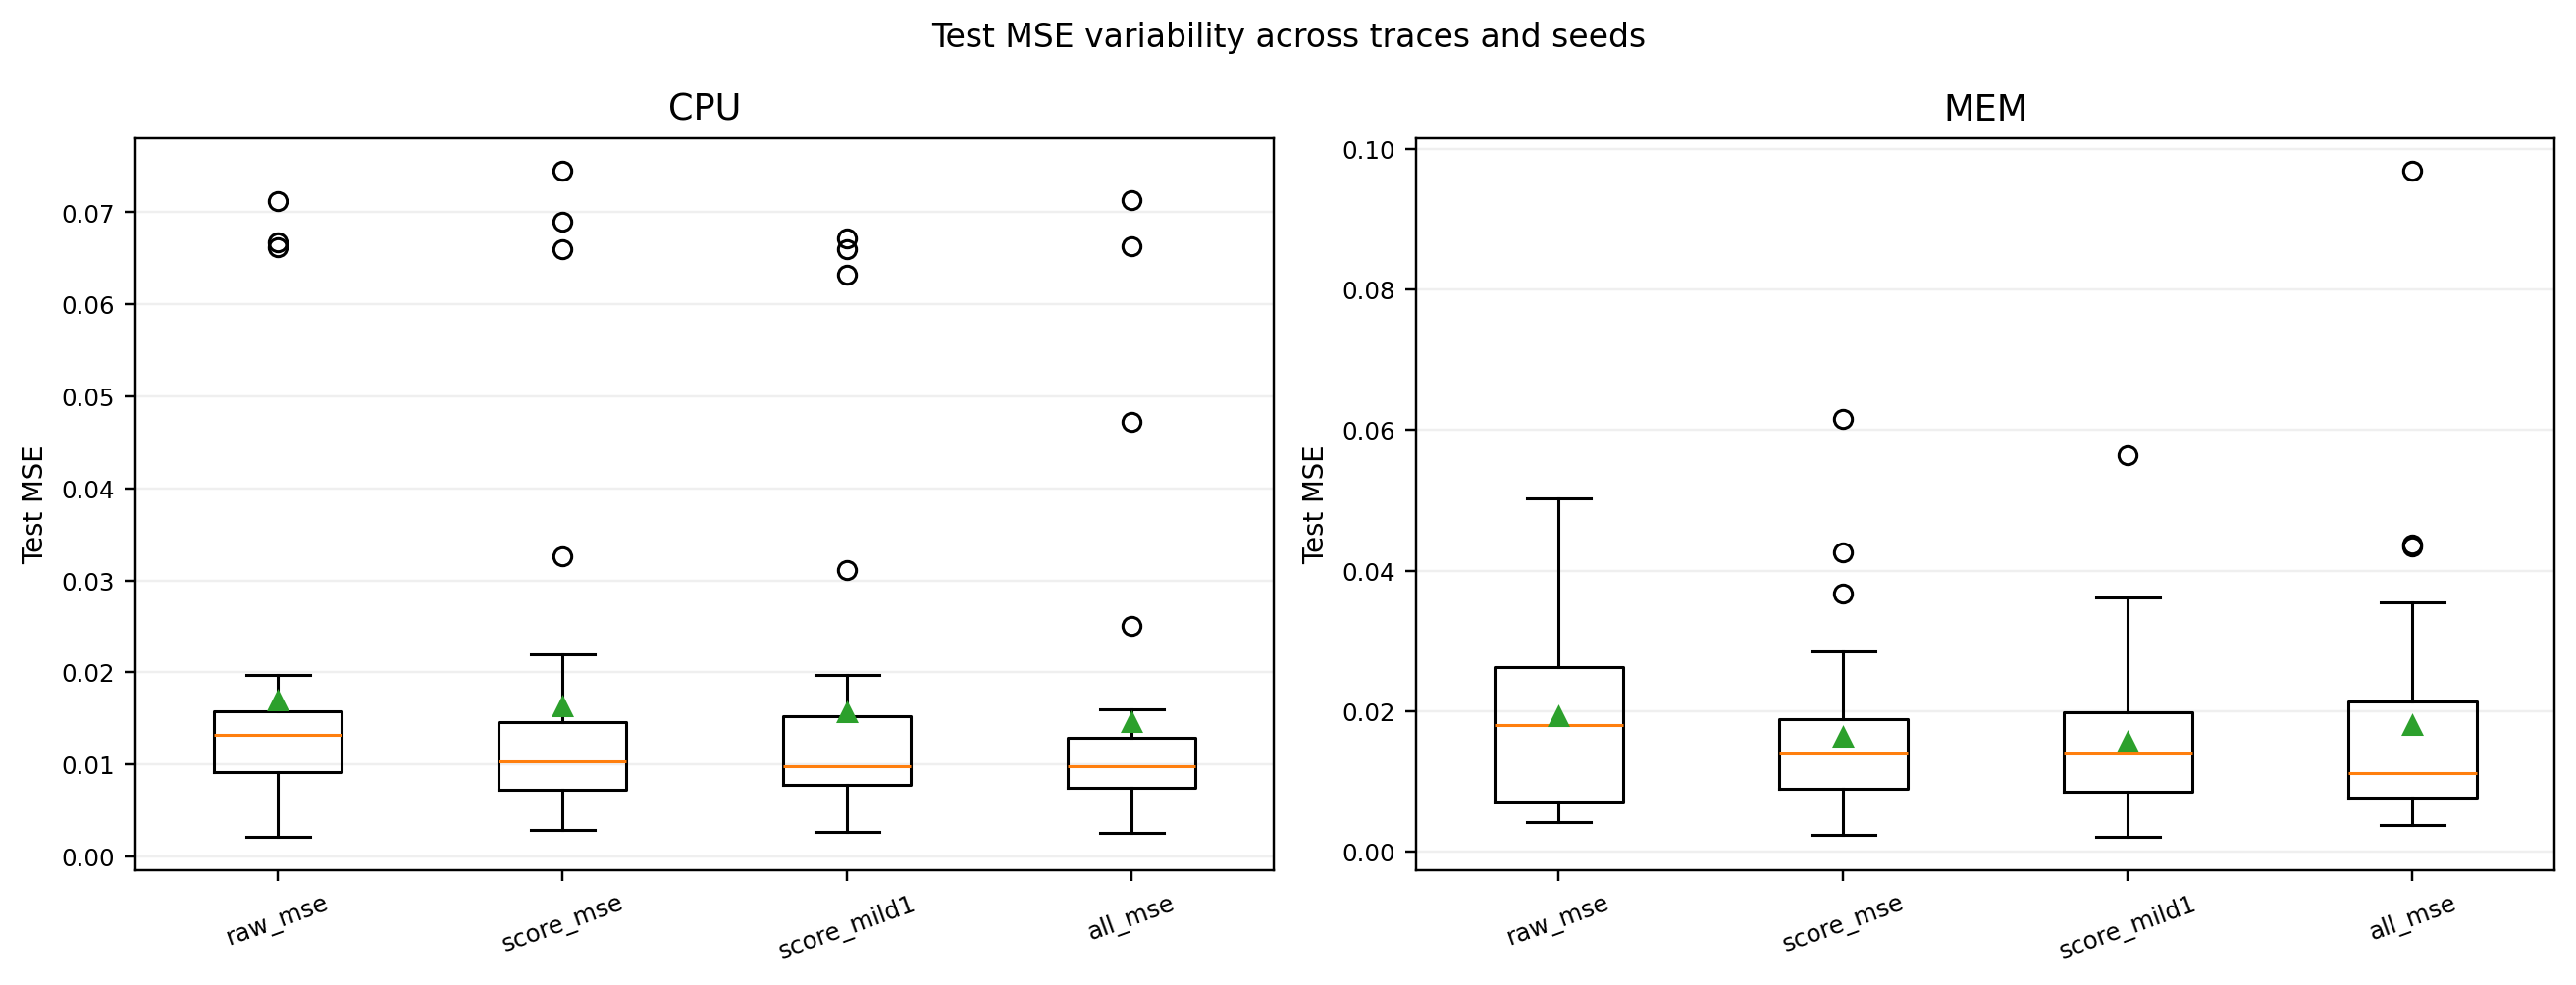 Test MSE variability across traces and seeds
CPU
Test MSE
0.07
0.06
0.05
0.04
0.03
0.02
0.01
0.00
raw_mse
score_mse
score_mild1
all_mse
MEM
Test MSE
0.10
0.08
0.06
0.04
0.02
0.00
raw_mse
score_mse
score_mild1
all_mse